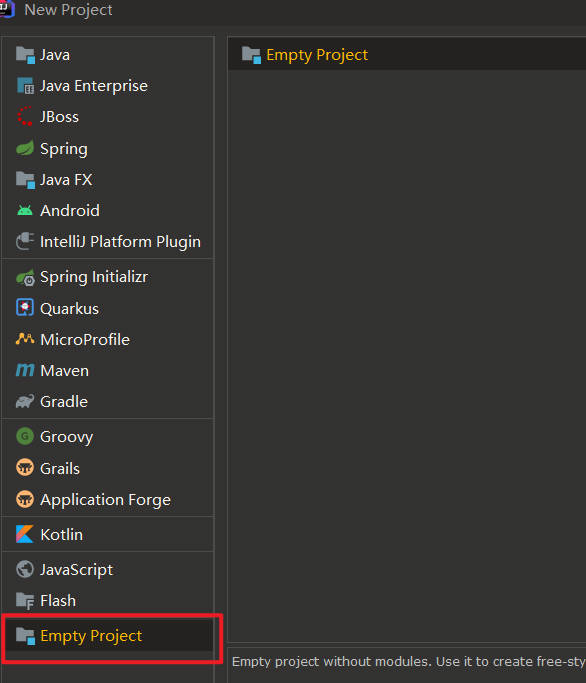 New Project
Java
Java Enterprise
JBoss
Spring
Java FX
Android
IntelliJ Platform Plugin
Spring Initializr
Quarkus
MicroProfile
Maven
Gradle
Groovy
Grails
Application Forge
Kotlin
JavaScript
Flash
Empty Project
Empty Project
Empty project without modules. Use it to create free-sty